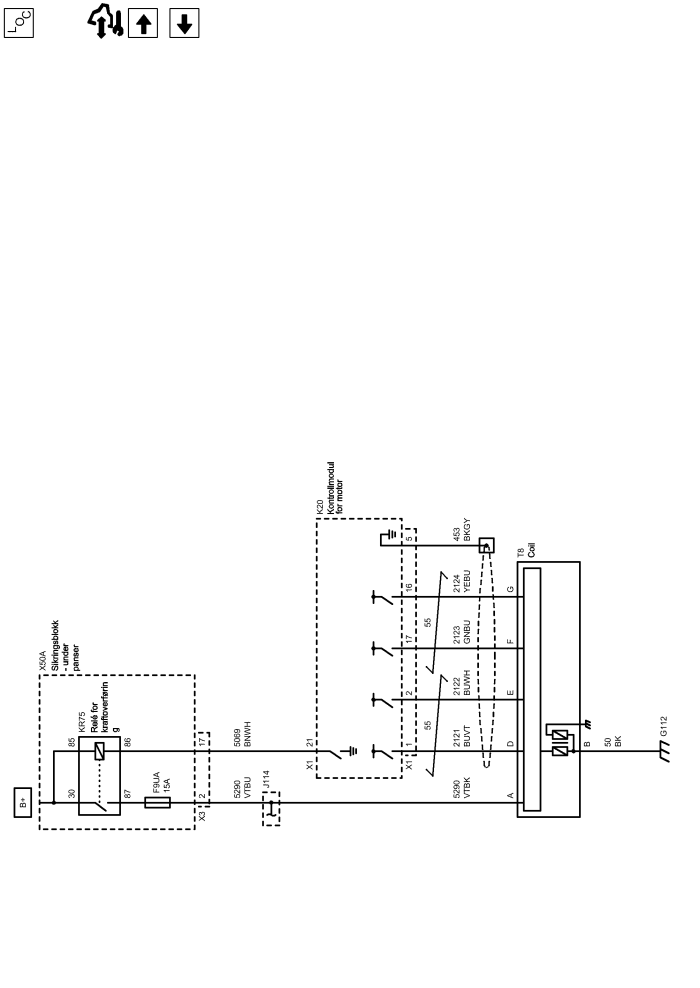 LOC
B+
X50A
Sikringsblokk
- under
panser
KR75
Relé for
kraftoverførin
g
85
86
30
87
F9UA
15A
X3
2
17
5290
VTBU
5069
BNWH
J114
K20
Kontrollmodul
for motor
X1
21
X1
1
2
17
16
5
55
55
5290
VTBK
2121
BUVT
2122
BUWH
2123
GNBU
2124
YEBU
453
BKGY
T8
Coil
A
D
E
F
G
B
50
BK
G112